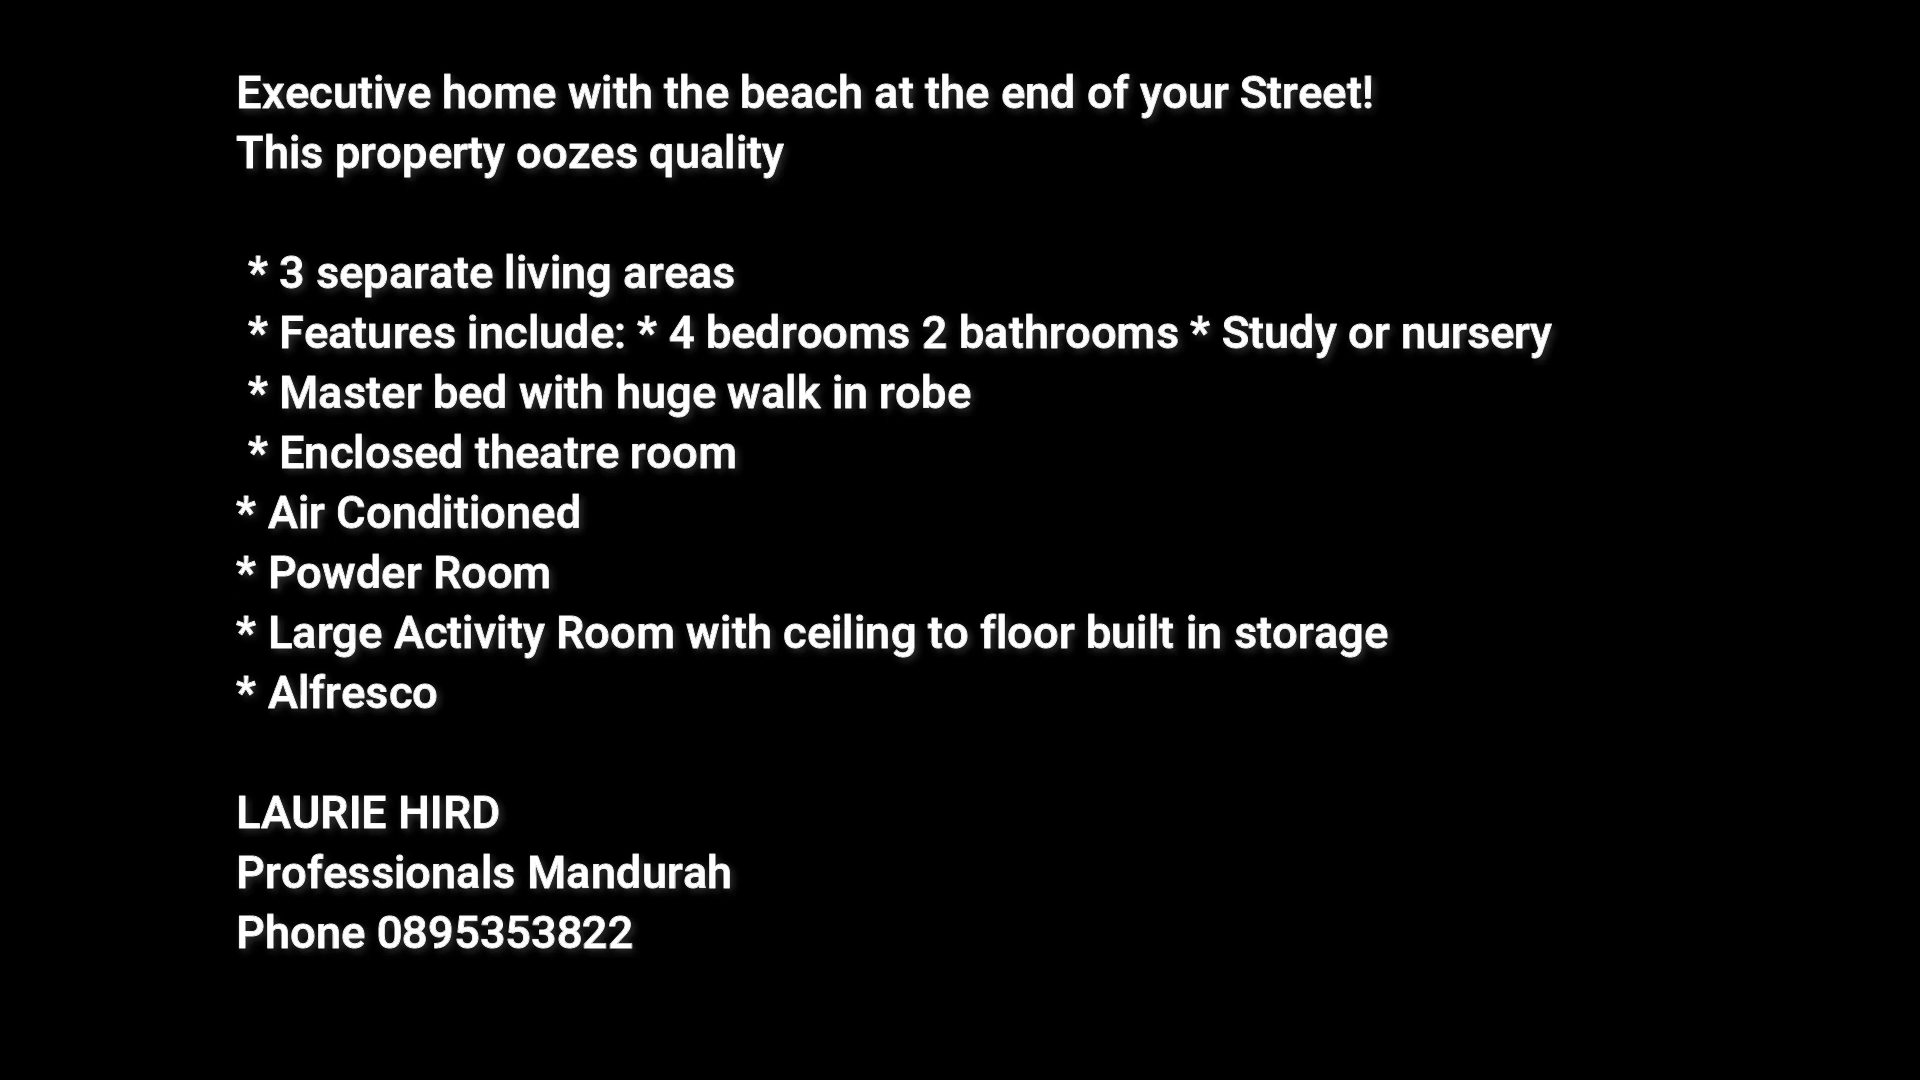 Executive home with the beach at the end of your Street!
This property oozes quality
* 3 separate living areas
* Features include: * 4 bedrooms 2 bathrooms * Study or nursery
* Master bed with huge walk in robe
* Enclosed theatre room
* Air Conditioned
* Powder Room
* Large Activity Room with ceiling to floor built in storage
* Alfresco
LAURIE HIRD
Professionals Mandurah
Phone 0895353822